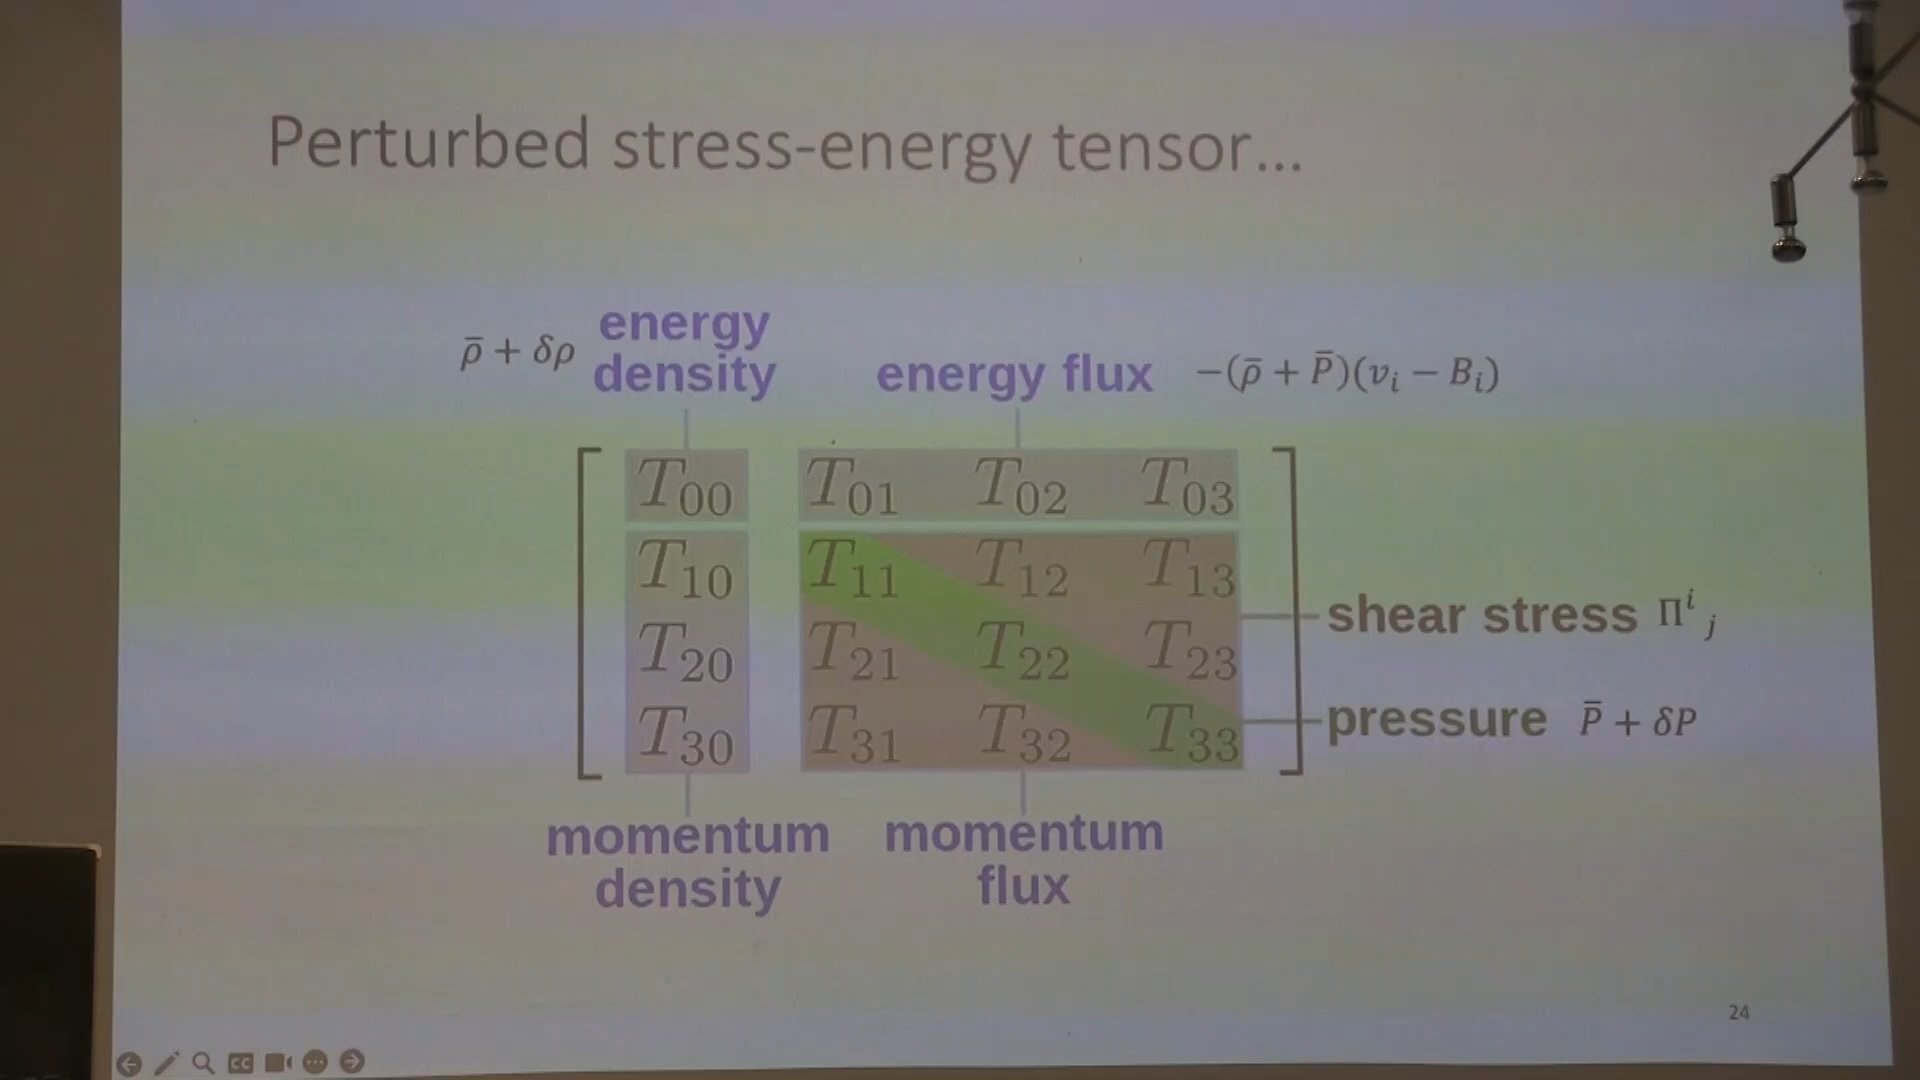 Perturbed stress-energy tensor...
ρ̄ + δρ
energy
density
energy flux
−(ρ̄ + P̄)(vᵢ − Bᵢ)
T₀₀ T₀₁ T₀₂ T₀₃
T₁₀ T₁₁ T₁₂ T₁₃
T₂₀ T₂₁ T₂₂ T₂₃
T₃₀ T₃₁ T₃₂ T₃₃
shear stress Πⁱⱼ
pressure P̄ + δP
momentum
density
momentum
flux
24
CC